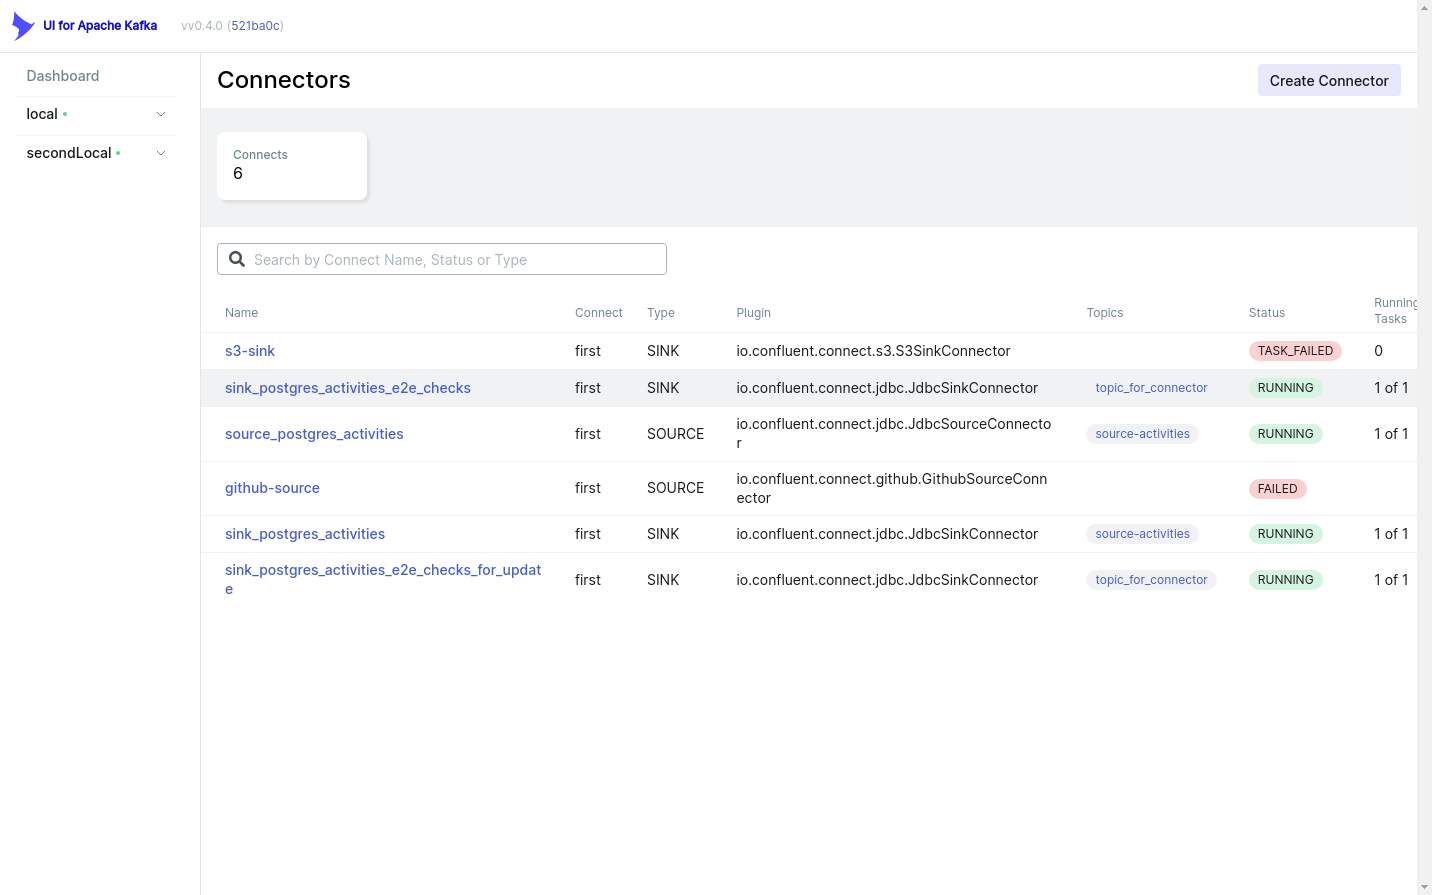 UI for Apache Kafka vv0.4.0 (521ba0c)
Dashboard
local
secondLocal
Connectors
Create Connector
Connects
6
Search by Connect Name, Status or Type
Name Connect Type Plugin Topics Status Running
Tasks
s3-sink first SINK io.confluent.connect.s3.S3SinkConnector TASK_FAILED 0
sink_postgres_activities_e2e_checks first SINK io.confluent.connect.jdbc.JdbcSinkConnector topic_for_connector RUNNING 1 of 1
source_postgres_activities first SOURCE io.confluent.connect.jdbc.JdbcSourceConnecto
r source-activities RUNNING 1 of 1
github-source first SOURCE io.confluent.connect.github.GithubSourceConn
ector FAILED
sink_postgres_activities first SINK io.confluent.connect.jdbc.JdbcSinkConnector source-activities RUNNING 1 of 1
sink_postgres_activities_e2e_checks_for_updat
e first SINK io.confluent.connect.jdbc.JdbcSinkConnector topic_for_connector RUNNING 1 of 1